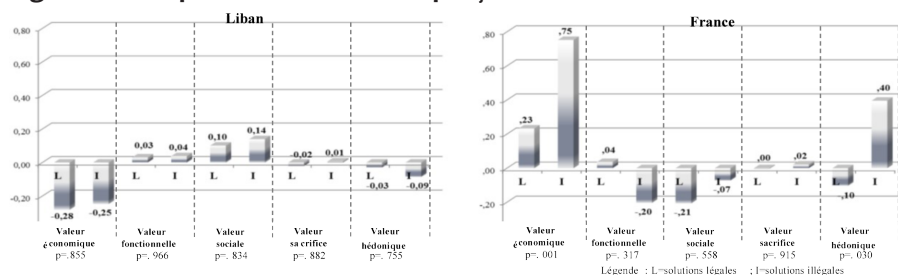 Liban
0,80
0,60
0,40
0,20
0,00
-0,20
-0,28 -0,25 0,03 0,04 0,10 0,14 -0,02 0,01 -0,03 -0,09
L I L I L I L I L I
Valeur économique p=.855
Valeur fonctionnelle p=. 966
Valeur sociale p=. 834
Valeur sa crifice p=. 882
Valeur hédonique p=. 755
France
,80
,60
,40
,20
,00
-,20
,23 ,75 ,04 -,20 -,21 -,07 ,00 ,02 -,10 ,40
L I L I L I L I L I
Valeur économique p=. 001
Valeur fonctionnelle p=. 317
Valeur sociale p=. 558
Valeur sacrifice p=. 915
Valeur hédonique p=. 030
Légende : L=solutions légales ; I=solutions illégales